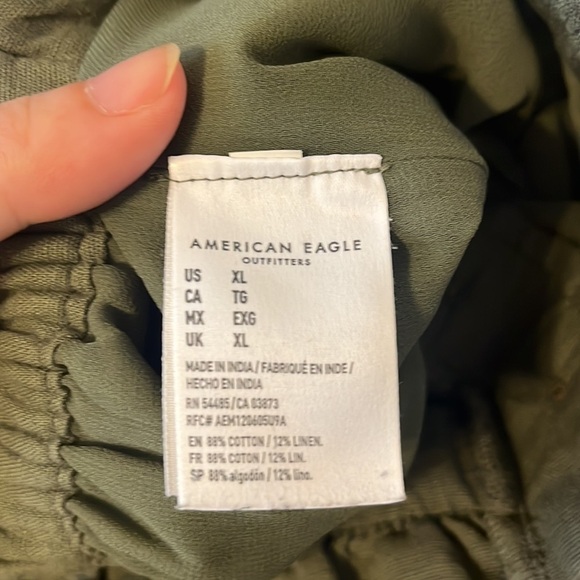 AMERICAN EAGLE
OUTFITTERS
US XL
CA TG
MX EXG
UK XL
MADE IN INDIA / FABRIQUÉ EN INDE /
HECHO EN INDIA
RN 54485 / CA 03873
RFC# AEM120605U9A
EN 88% COTTON / 12% LINEN.
FR 88% COTON / 12% LIN.
SP 88% algodón / 12% lino.